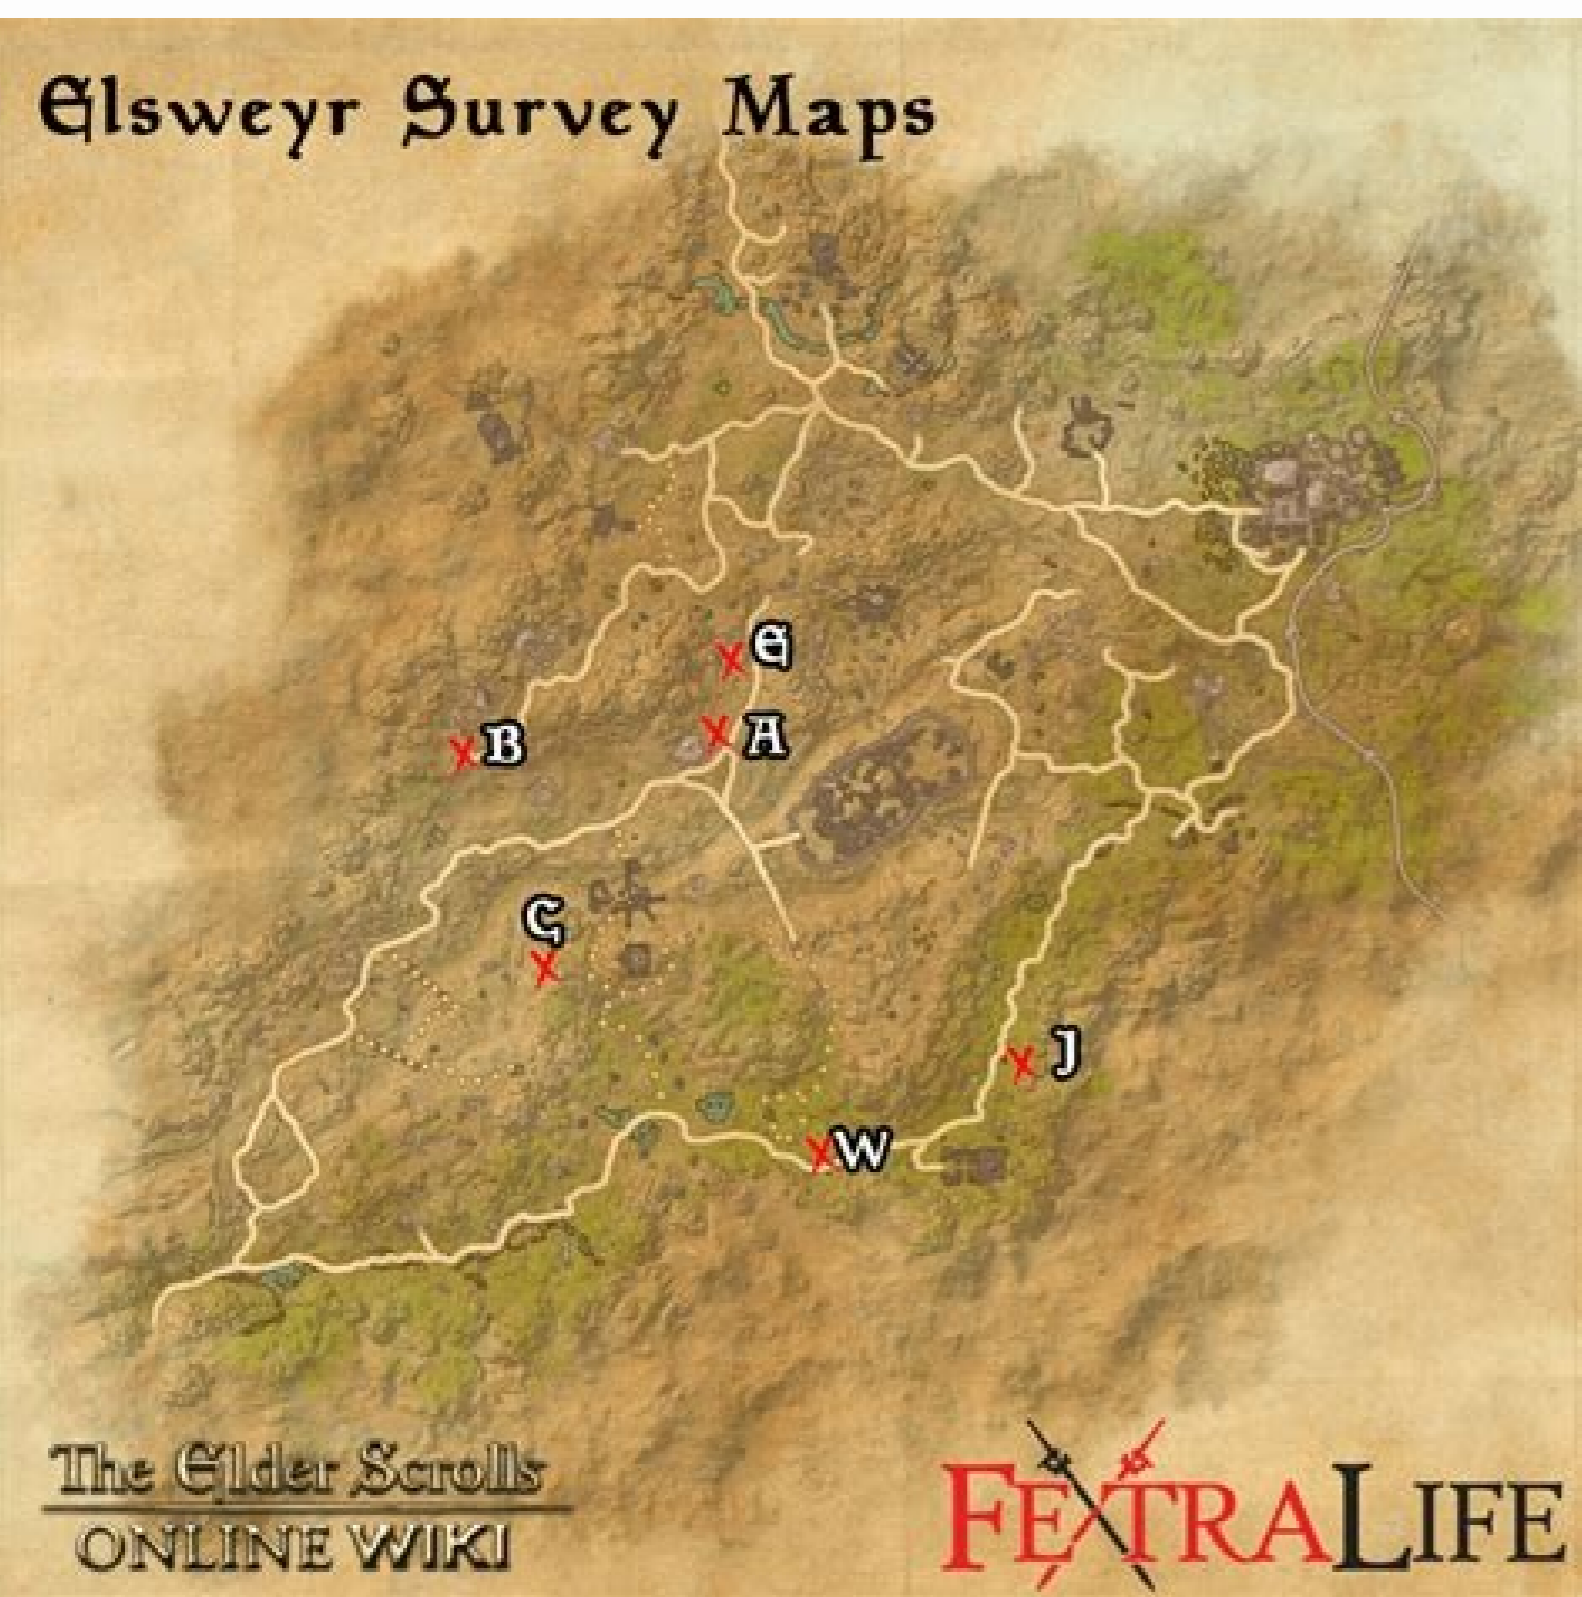 Elsweyr Survey Maps
E
B
A
C
J
W
The Elder Scrolls
ONLINE WIKI
FEXTRALIFE